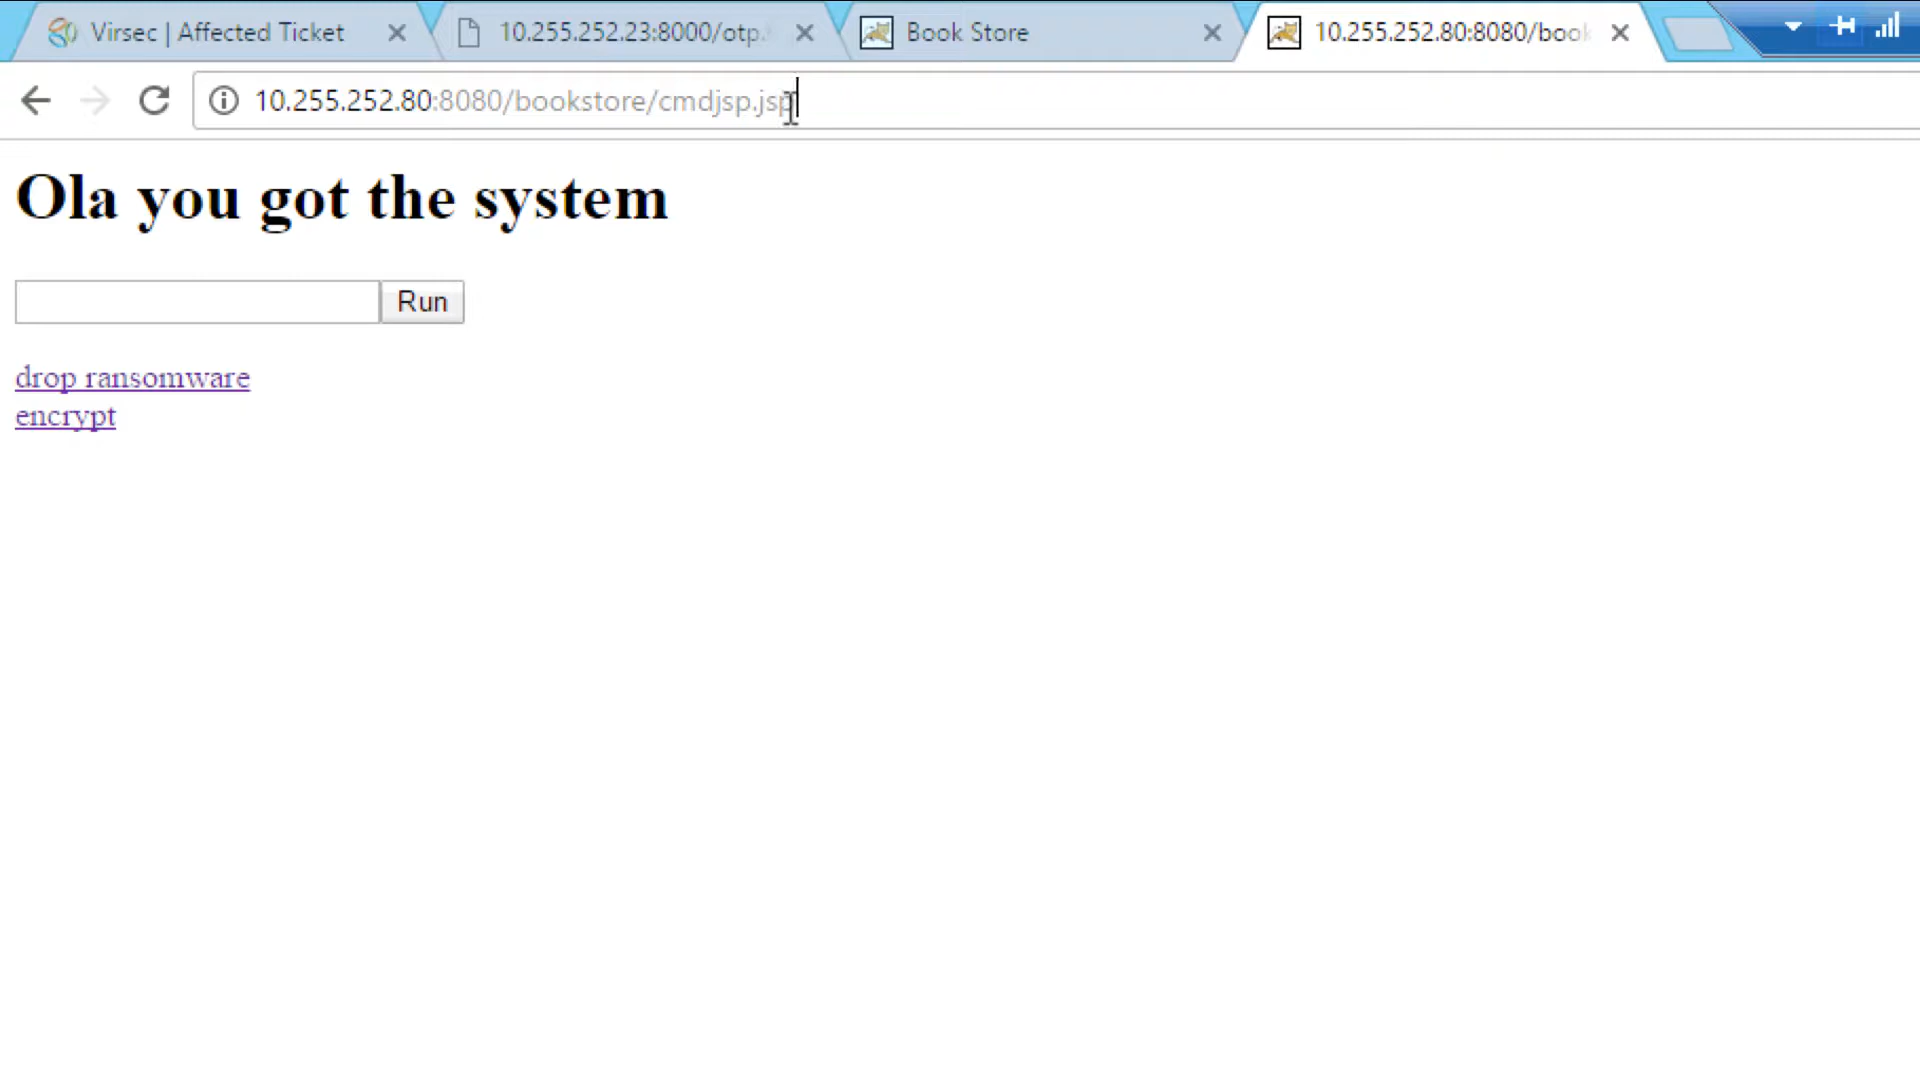 Virsec | Affected Ticket
10.255.252.23:8000/otp.
Book Store
10.255.252.80:8080/book
10.255.252.80:8080/bookstore/cmdjsp.jsp
Ola you got the system
Run
drop ransomware
encrypt